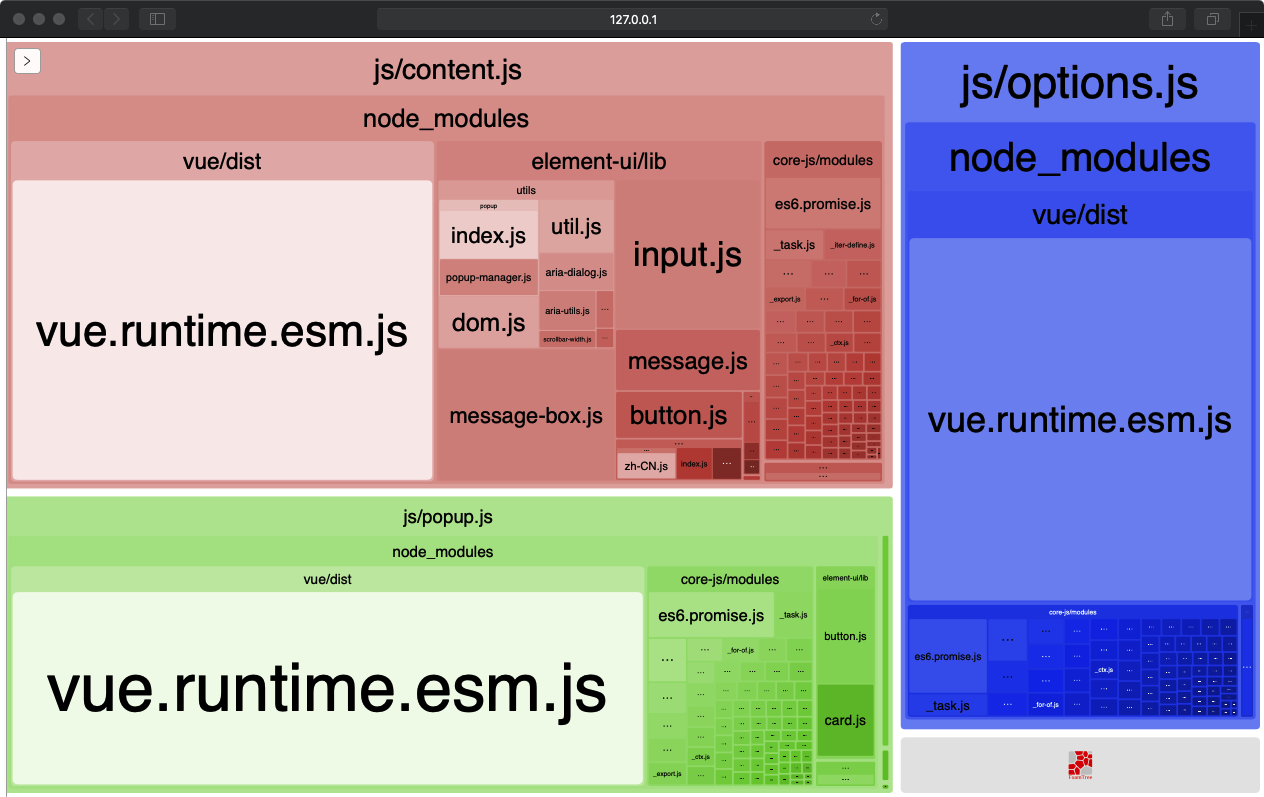 127.0.0.1
js/content.js
node_modules
vue/dist
vue.runtime.esm.js
element-ui/lib
utils
popup
index.js
util.js
popup-manager.js
aria-dialog.js
dom.js
aria-utils.js
...
scrollbar-width.js
message-box.js
input.js
message.js
button.js
...
zh-CN.js
index.js
...
core-js/modules
es6.promise.js
_task.js
_iter-define.js
...
_export.js
...
_for-of.js
_ctx.js
js/popup.js
node_modules
vue/dist
vue.runtime.esm.js
core-js/modules
es6.promise.js
_task.js
...
_for-of.js
_ctx.js
_export.js
element-ui/lib
button.js
card.js
...
js/options.js
node_modules
vue/dist
vue.runtime.esm.js
core-js/modules
es6.promise.js
...
_ctx.js
_task.js
...
_for-of.js
FoamTree